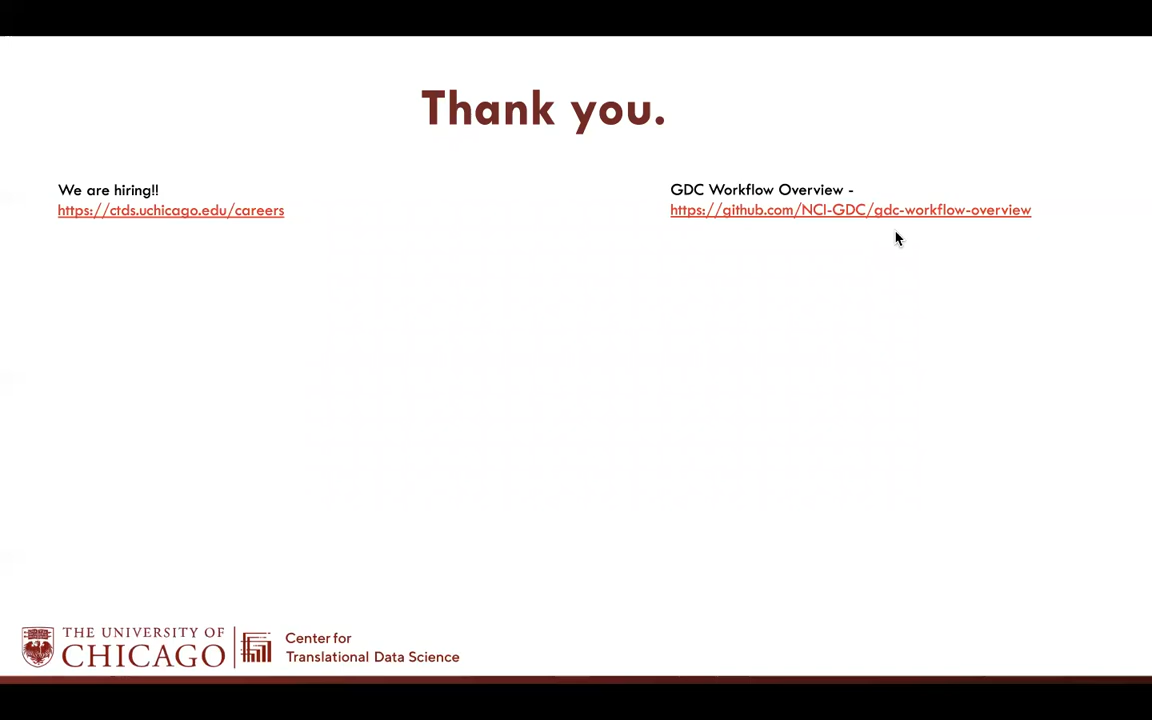 Thank you.
We are hiring!!
https://ctds.uchicago.edu/careers
GDC Workflow Overview -
https://github.com/NCI-GDC/gdc-workflow-overview
THE UNIVERSITY OF
CHICAGO
Center for
Translational Data Science